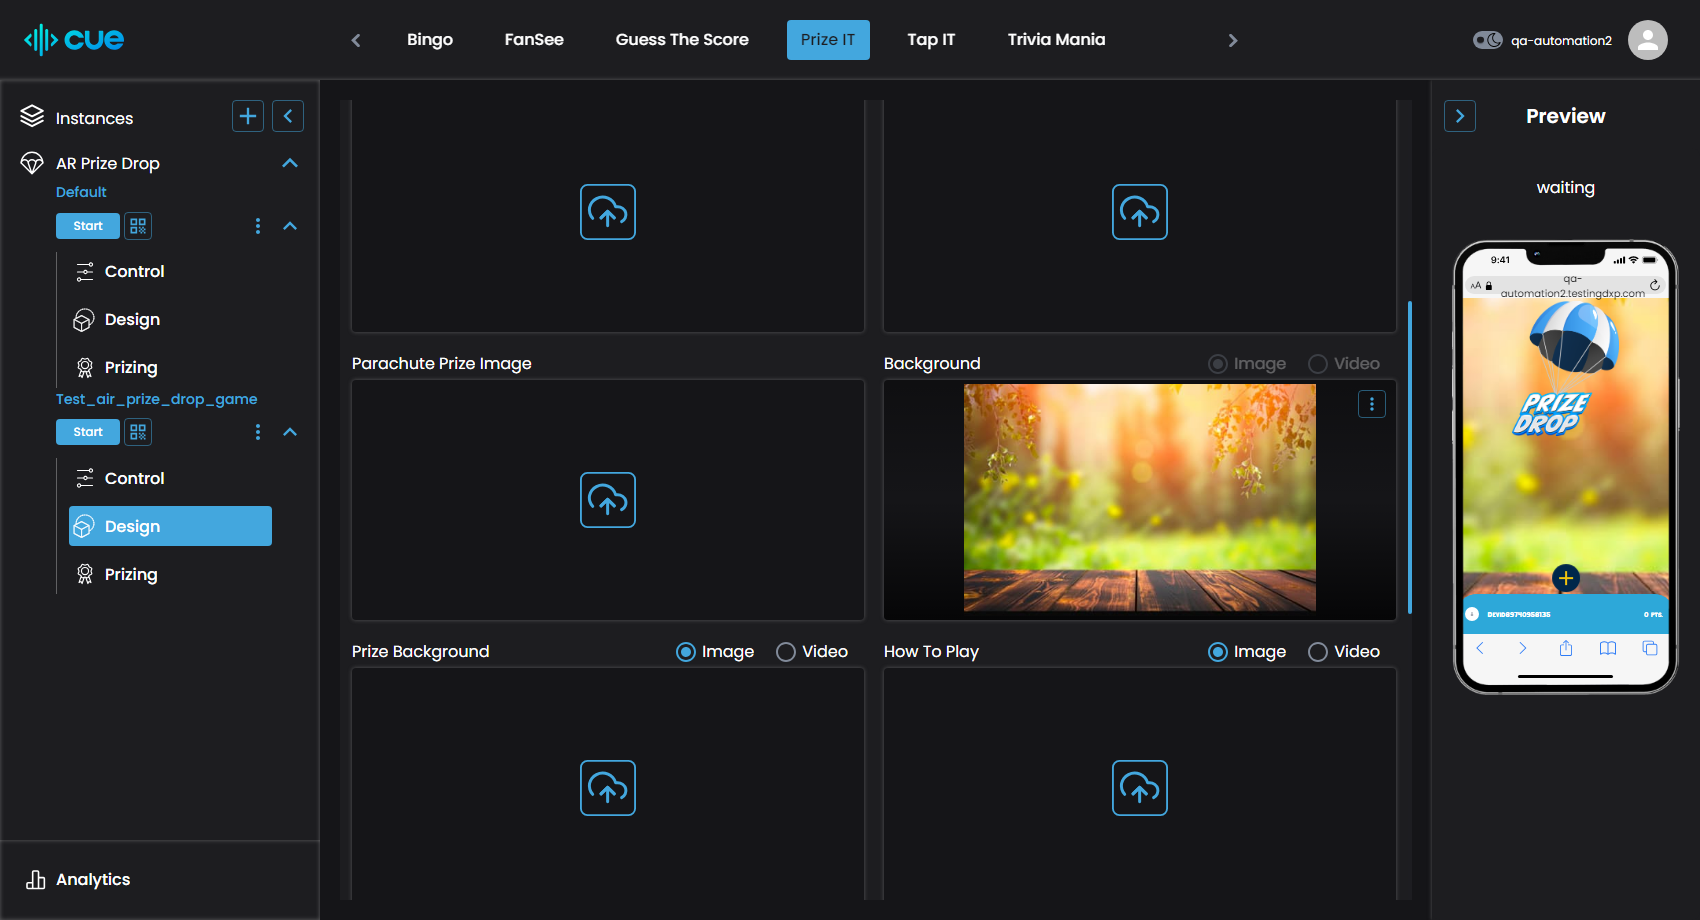 cue
Bingo
FanSee
Guess The Score
Prize IT
Tap IT
Trivia Mania
qa-automation2
Instances
AR Prize Drop
Default
Start
Control
Design
Prizing
Test_air_prize_drop_game
Start
Control
Design
Prizing
Analytics
Parachute Prize Image
Background
Image
Video
Prize Background
Image
Video
How To Play
Image
Video
Preview
waiting
9:41
AA
qa-
automation2.testingdxp.com
PRIZE
DROP
0 PTS.